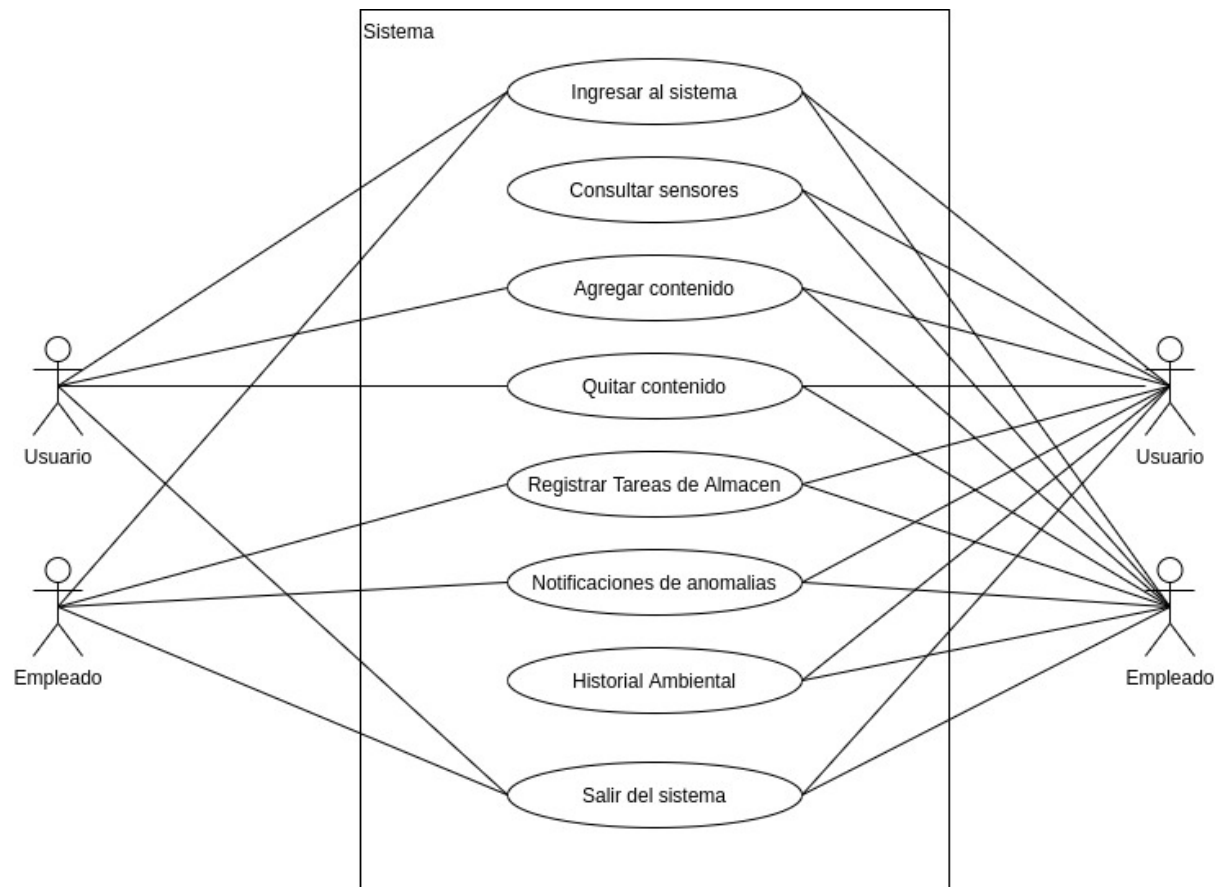 Sistema
Ingresar al sistema
Consultar sensores
Agregar contenido
Quitar contenido
Usuario
Usuario
Registrar Tareas de Almacen
Notificaciones de anomalias
Empleado
Historial Ambiental
Empleado
Salir del sistema